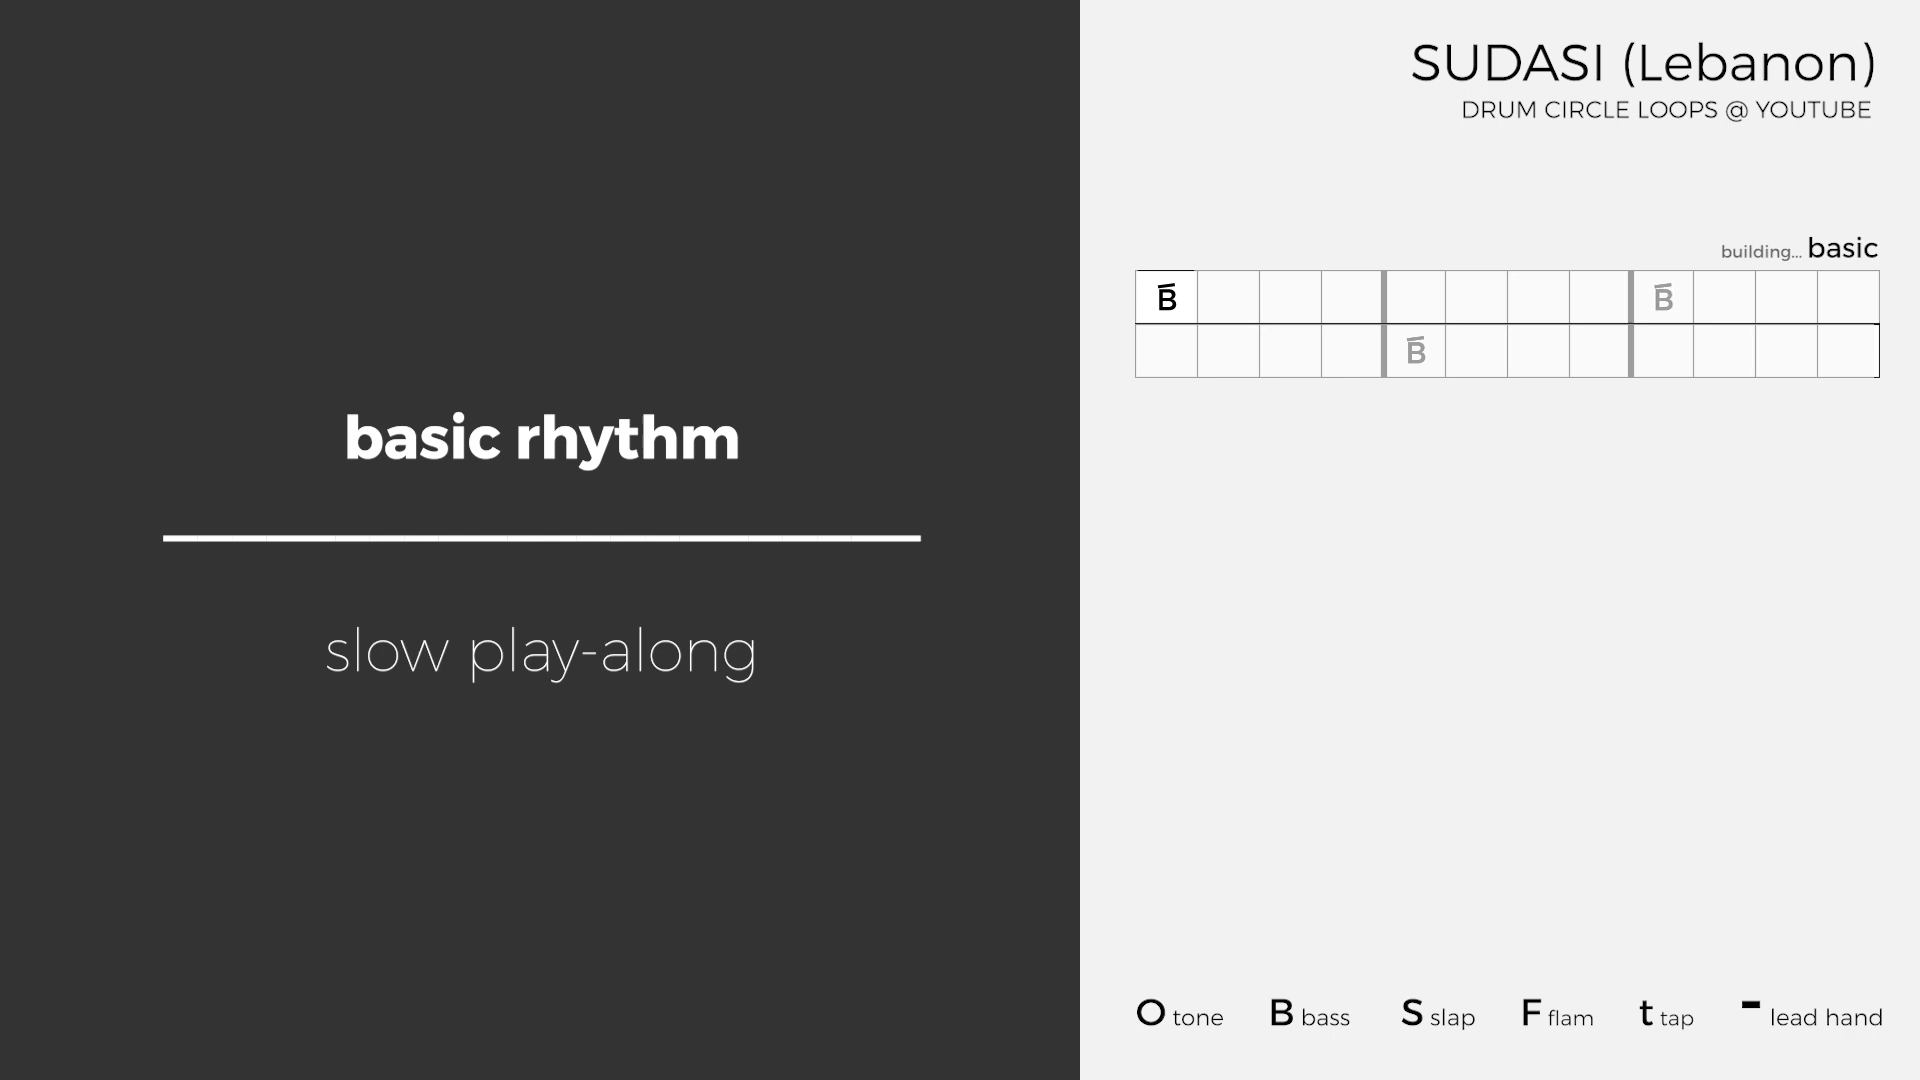 basic rhythm
slow play-along
SUDASI (Lebanon)
DRUM CIRCLE LOOPS @ YOUTUBE
building... basic
B̄ B̄
B̄
O tone B bass S slap F flam t tap - lead hand